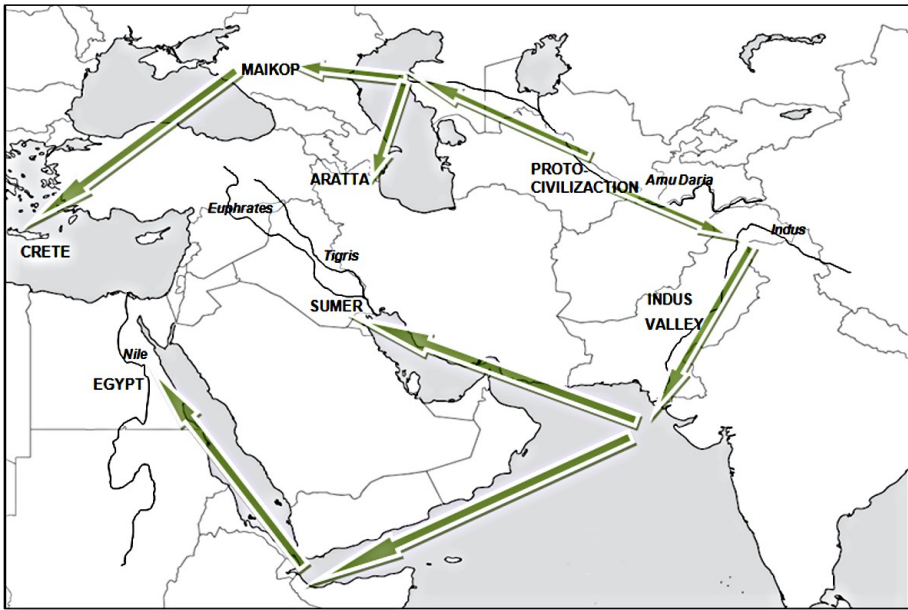 MAIKOP
ARATTA
PROTO-
CIVILIZACTION
Amu Daria
Euphrates
Indus
CRETE
Tigris
SUMER
INDUS
VALLEY
Nile
EGYPT